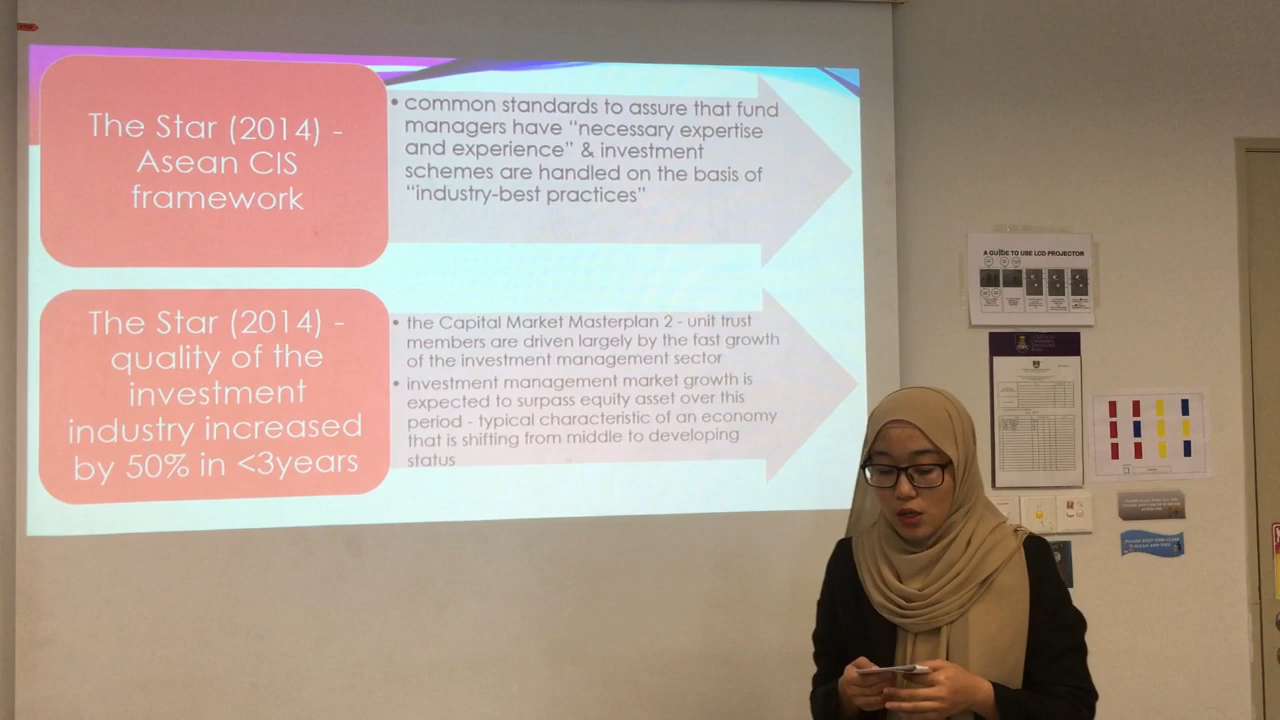 The Star (2014) -
Asean CIS
framework
• common standards to assure that fund
managers have “necessary expertise
and experience” & investment
schemes are handled on the basis of
“industry-best practices”
The Star (2014) -
quality of the
investment
industry increased
by 50% in <3years
• the Capital Market Masterplan 2 - unit trust
members are driven largely by the fast growth
of the investment management sector
• investment management market growth is
expected to surpass equity asset over this
period - typical characteristic of an economy
that is shifting from middle to developing
status
A GUIDE TO USE LCD PROJECTOR